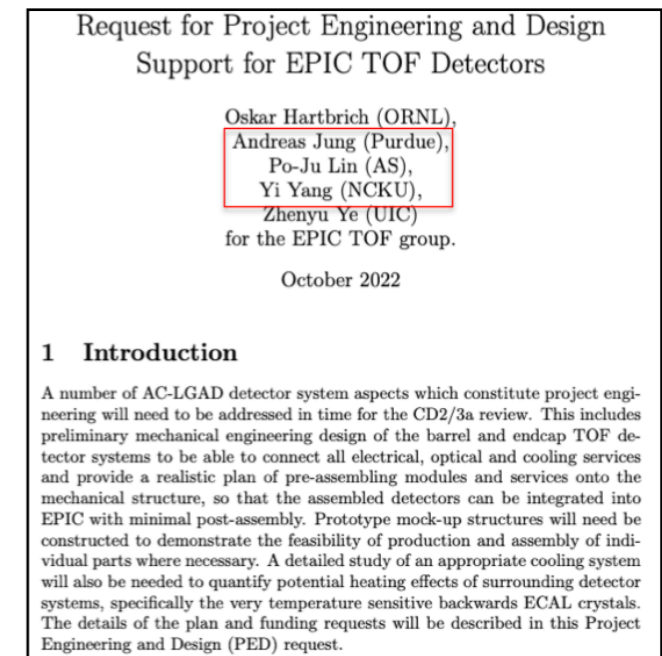 Request for Project Engineering and Design
Support for EPIC TOF Detectors
Oskar Hartbrich (ORNL),
Andreas Jung (Purdue),
Po-Ju Lin (AS),
Yi Yang (NCKU),
Zhenyu Ye (UIC)
for the EPIC TOF group.
October 2022
1 Introduction
A number of AC-LGAD detector system aspects which constitute project engi-
neering will need to be addressed in time for the CD2/3a review. This includes
preliminary mechanical engineering design of the barrel and endcap TOF de-
tector systems to be able to connect all electrical, optical and cooling services
and provide a realistic plan of pre-assembling modules and services onto the
mechanical structure, so that the assembled detectors can be integrated into
EPIC with minimal post-assembly. Prototype mock-up structures will need be
constructed to demonstrate the feasibility of production and assembly of indi-
vidual parts where necessary. A detailed study of an appropriate cooling system
will also be needed to quantify potential heating effects of surrounding detector
systems, specifically the very temperature sensitive backwards ECAL crystals.
The details of the plan and funding requests will be described in this Project
Engineering and Design (PED) request.